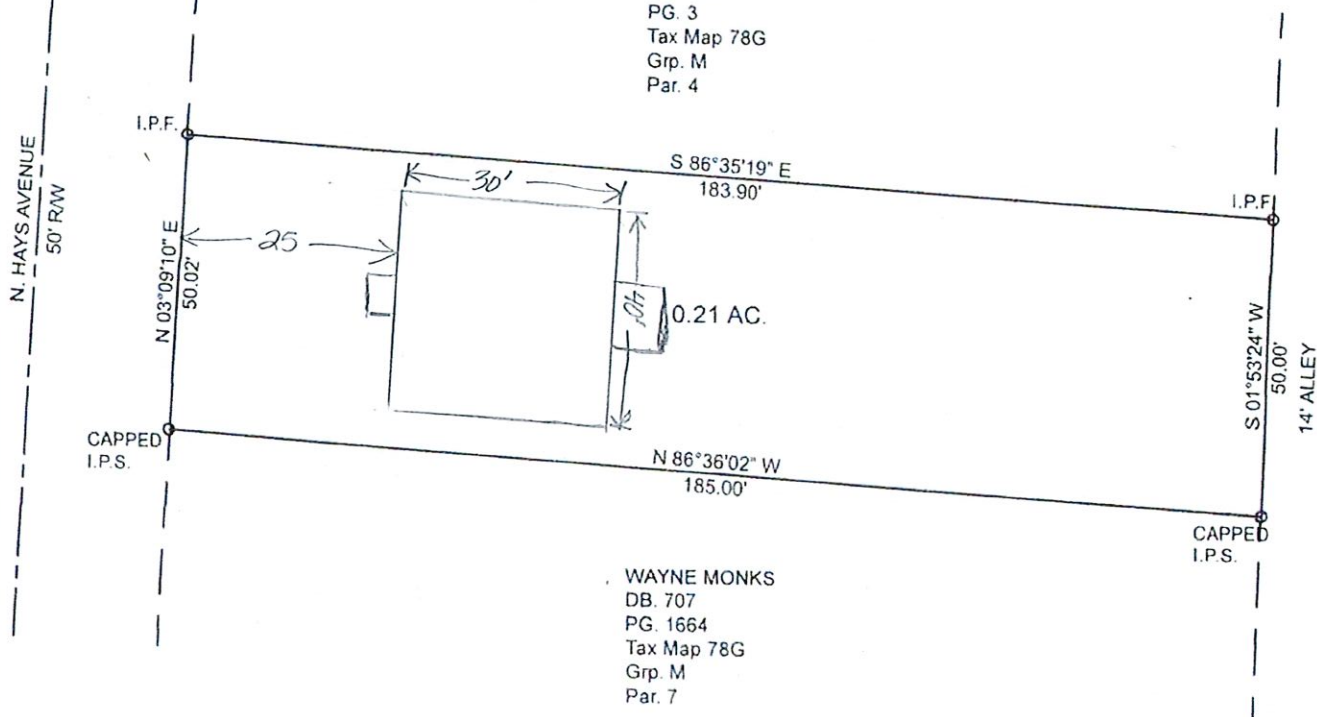 PG. 3
Tax Map 78G
Grp. M
Par. 4
N. HAYS AVENUE
50' R/W
I.P.F.
S 86°35'19" E
183.90'
I.P.F.
30'
25
N 03°09'10" E
50.02'
40'
0.21 AC.
S 01°53'24" W
50.00'
14' ALLEY
CAPPED
I.P.S.
N 86°36'02" W
185.00'
CAPPED
I.P.S.
WAYNE MONKS
DB. 707
PG. 1664
Tax Map 78G
Grp. M
Par. 7